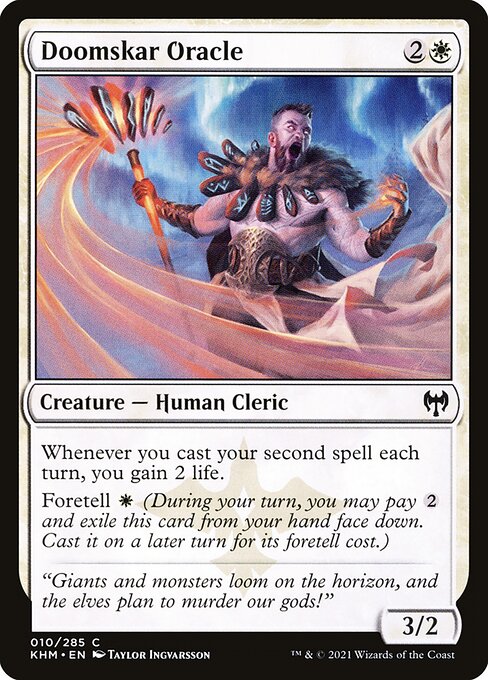 Doomskar Oracle 2
Creature — Human Cleric
Whenever you cast your second spell each
turn, you gain 2 life.
Foretell (During your turn, you may pay 2
and exile this card from your hand face down.
Cast it on a later turn for its foretell cost.)
“Giants and monsters loom on the horizon, and
the elves plan to murder our gods!”
3/2
010/285 C
KHM • EN Taylor Ingvarsson
™ & © 2021 Wizards of the Coast